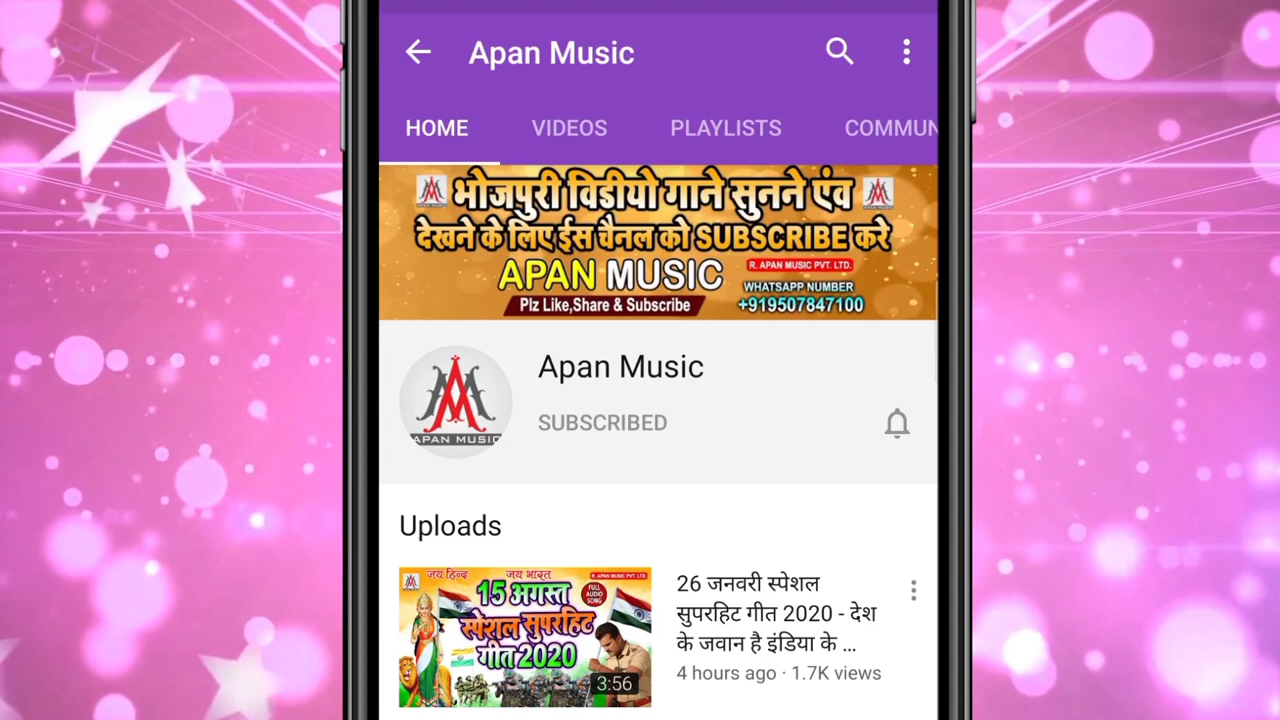 Apan Music
HOME VIDEOS PLAYLISTS COMMUN
भोजपुरी विडीयो गाने सुनने एंव
देखने के लिए ईस चैनल को SUBSCRIBE करे
APAN MUSIC
R. APAN MUSIC PVT. LTD.
WHATSAPP NUMBER
+919507847100
Plz Like,Share & Subscribe
Apan Music
SUBSCRIBED
APAN MUSIC
Uploads
जय हिन्द जय भारत
R. APAN MUSIC PVT. LTD
15 अगस्त
FULL
AUDIO
SONG
स्पेशल सुपरहिट
गीत 2020
3:56
26 जनवरी स्पेशल
सुपरहिट गीत 2020 - देश
के जवान है इंडिया के ...
4 hours ago · 1.7K views